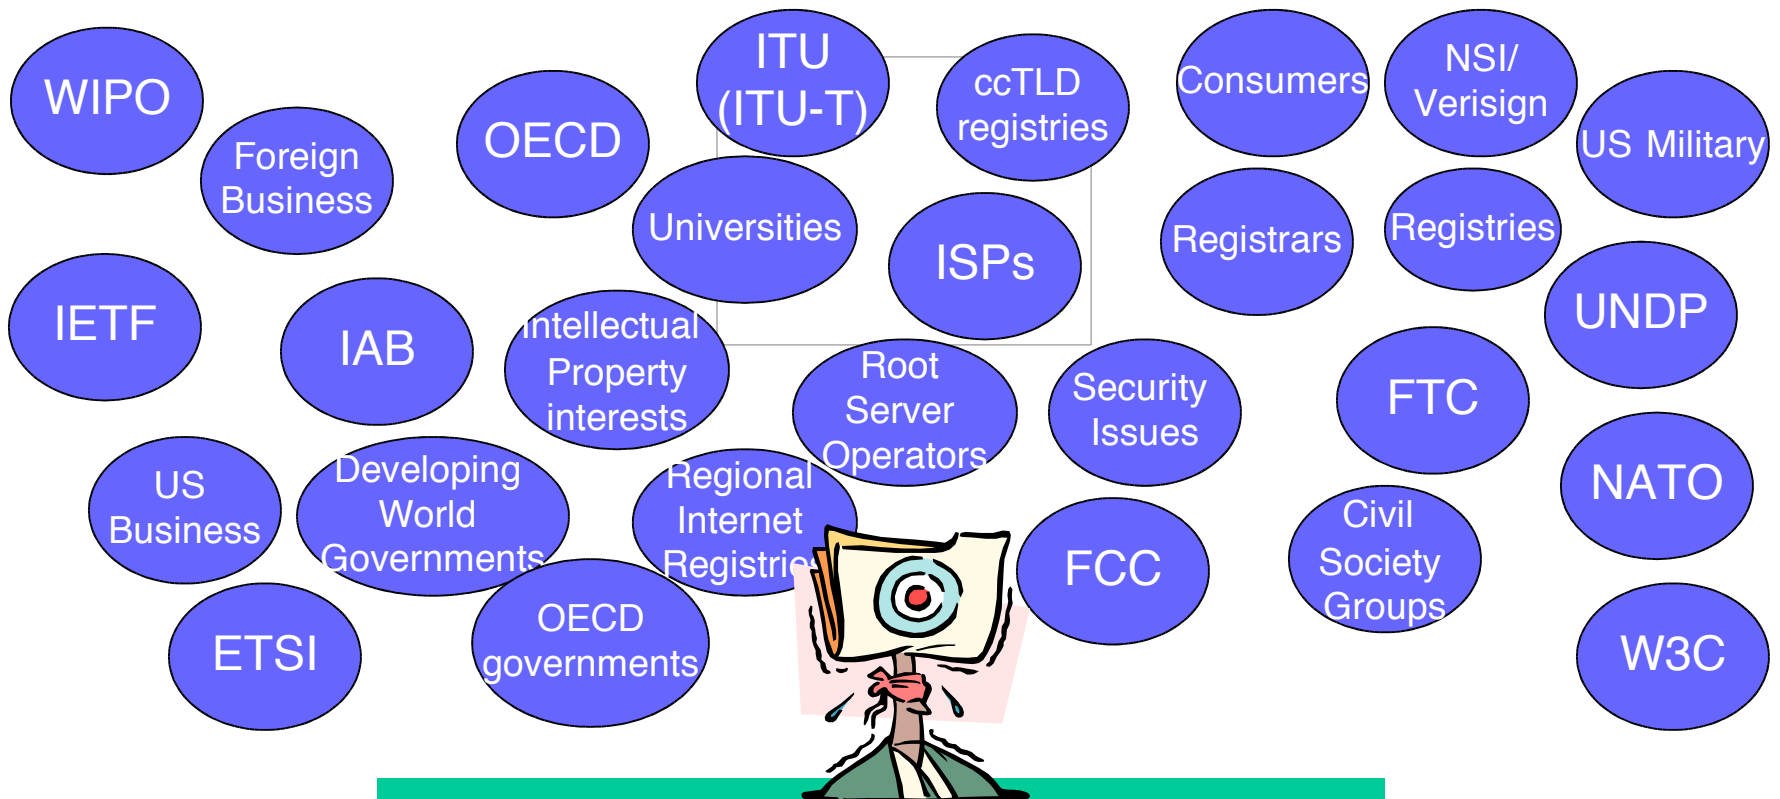 WIPO
Foreign
Business
OECD
ITU
(ITU-T)
ccTLD
registries
Consumers
NSI/
Verisign
US Military
Universities
ISPs
Registrars
Registries
IETF
IAB
Intellectual
Property
interests
Root
Server
Operators
Security
Issues
FTC
UNDP
US
Business
Developing
World
Governments
Regional
Internet
Registries
FCC
Civil
Society
Groups
NATO
ETSI
OECD
governments
W3C